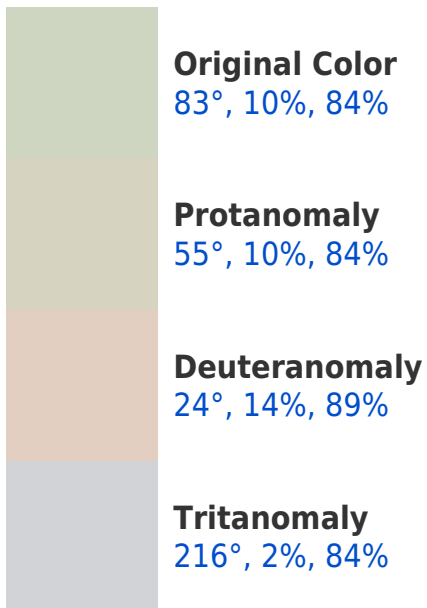 Original Color
83°, 10%, 84%
Protanomaly
55°, 10%, 84%
Deuteranomaly
24°, 14%, 89%
Tritanomaly
216°, 2%, 84%